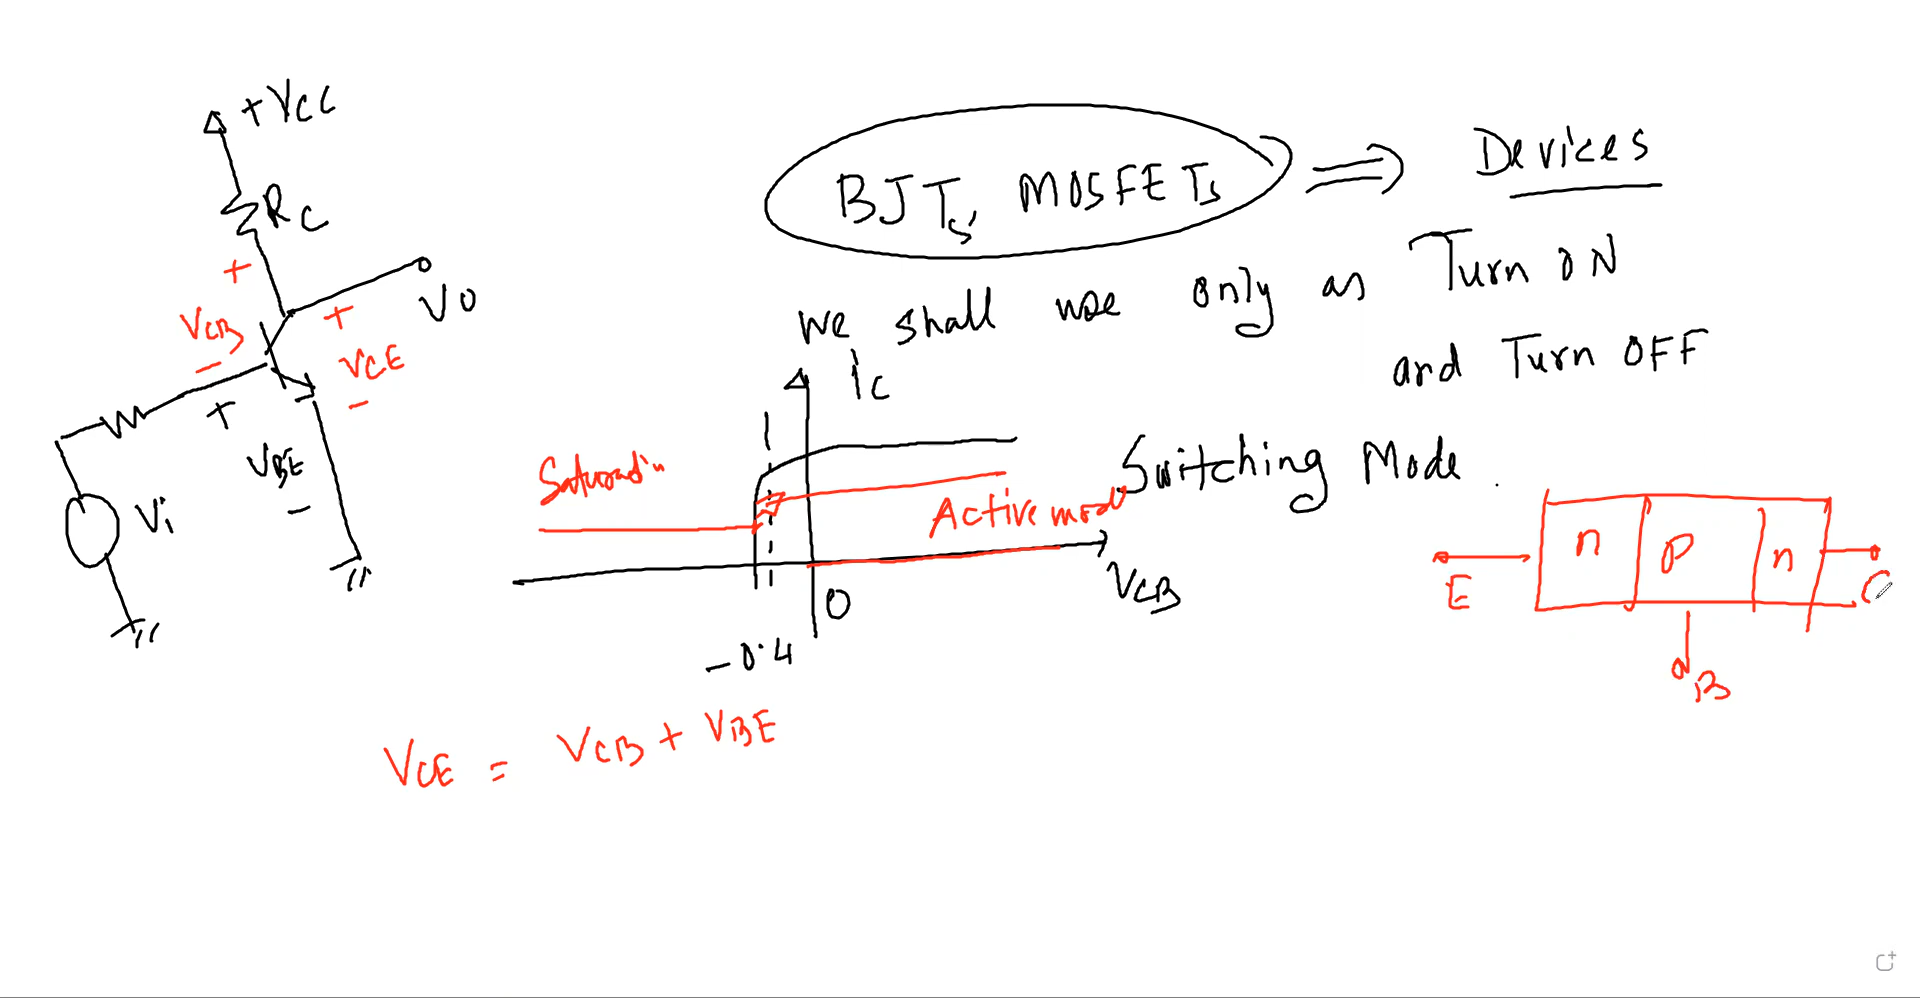 +VCC
RC
+
VCB
-
+
VCE
-
VO
+
VBE
-
Vi
BJTs, MOSFETs ⇒ Devices
We shall use only as Turn ON
and Turn OFF
Switching Mode.
ic
Active mode
VCB
0
-0.4
VCE = VCB + VBE
n p n
E
C
B